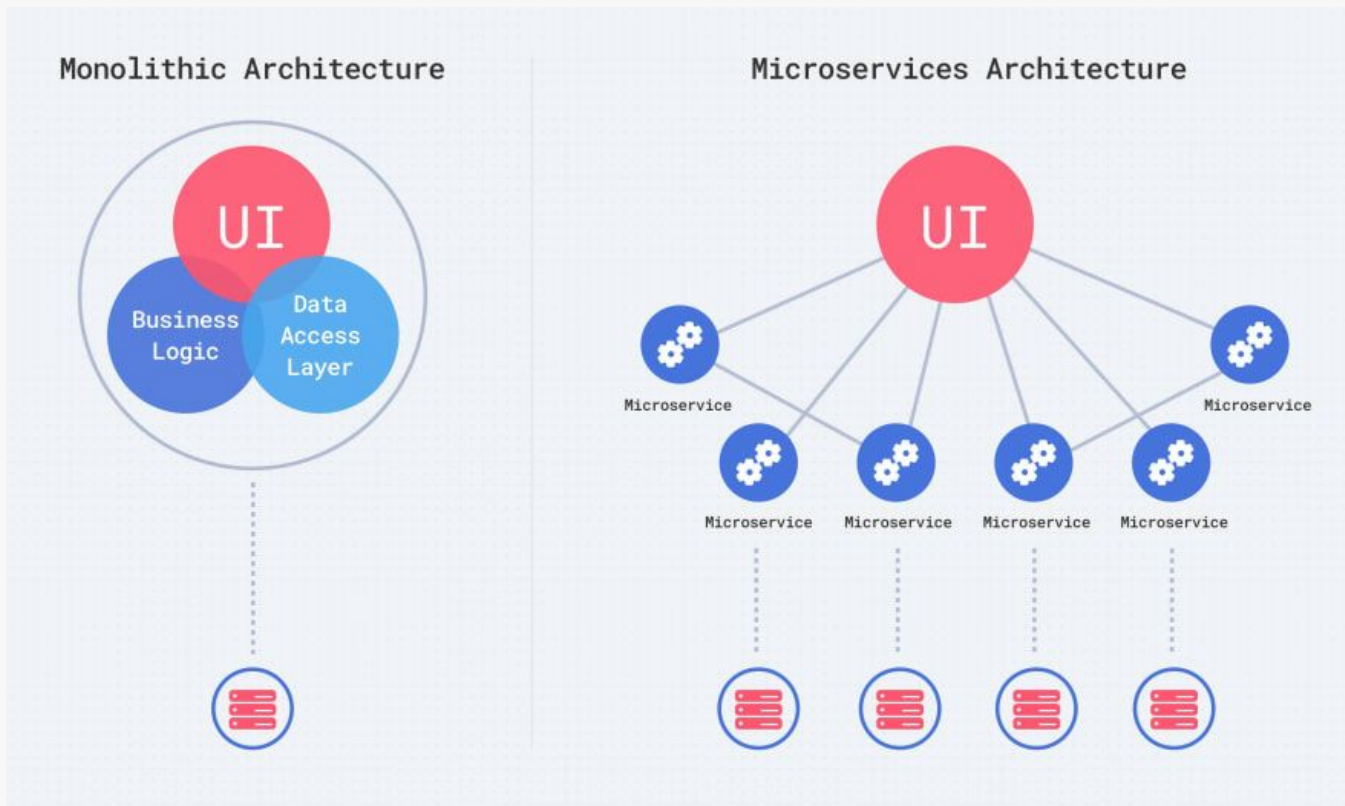 Monolithic Architecture
UI
Business
Logic
Data
Access
Layer
Microservices Architecture
UI
Microservice
Microservice
Microservice
Microservice
Microservice
Microservice